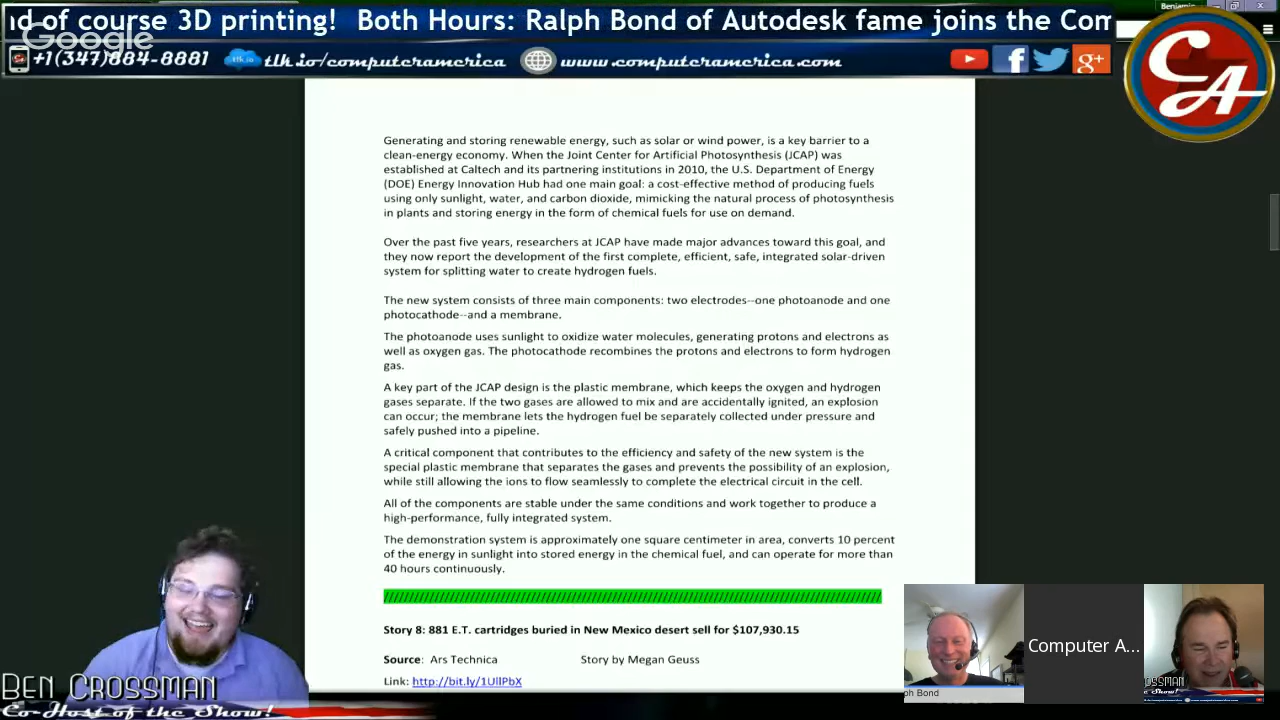 id of course 3D printing!  Both Hours: Ralph Bond of Autodesk fame joins the Com
Benjamin
Google
+1(347)884-8881
tlk.io
tlk.io/computeramerica
www.computeramerica.com
f
g+
CA
Generating and storing renewable energy, such as solar or wind power, is a key barrier to a
clean-energy economy. When the Joint Center for Artificial Photosynthesis (JCAP) was
established at Caltech and its partnering institutions in 2010, the U.S. Department of Energy
(DOE) Energy Innovation Hub had one main goal: a cost-effective method of producing fuels
using only sunlight, water, and carbon dioxide, mimicking the natural process of photosynthesis
in plants and storing energy in the form of chemical fuels for use on demand.
Over the past five years, researchers at JCAP have made major advances toward this goal, and
they now report the development of the first complete, efficient, safe, integrated solar-driven
system for splitting water to create hydrogen fuels.
The new system consists of three main components: two electrodes--one photoanode and one
photocathode--and a membrane.
The photoanode uses sunlight to oxidize water molecules, generating protons and electrons as
well as oxygen gas. The photocathode recombines the protons and electrons to form hydrogen
gas.
A key part of the JCAP design is the plastic membrane, which keeps the oxygen and hydrogen
gases separate. If the two gases are allowed to mix and are accidentally ignited, an explosion
can occur; the membrane lets the hydrogen fuel be separately collected under pressure and
safely pushed into a pipeline.
A critical component that contributes to the efficiency and safety of the new system is the
special plastic membrane that separates the gases and prevents the possibility of an explosion,
while still allowing the ions to flow seamlessly to complete the electrical circuit in the cell.
All of the components are stable under the same conditions and work together to produce a
high-performance, fully integrated system.
The demonstration system is approximately one square centimeter in area, converts 10 percent
of the energy in sunlight into stored energy in the chemical fuel, and can operate for more than
40 hours continuously.
Story 8: 881 E.T. cartridges buried in New Mexico desert sell for $107,930.15
Source: Ars Technica Story by Megan Geuss
Link: http://bit.ly/1UllPbX
Ben Crossman
Co-Host of the Show!
ph Bond
Computer A...
CROSSMAN